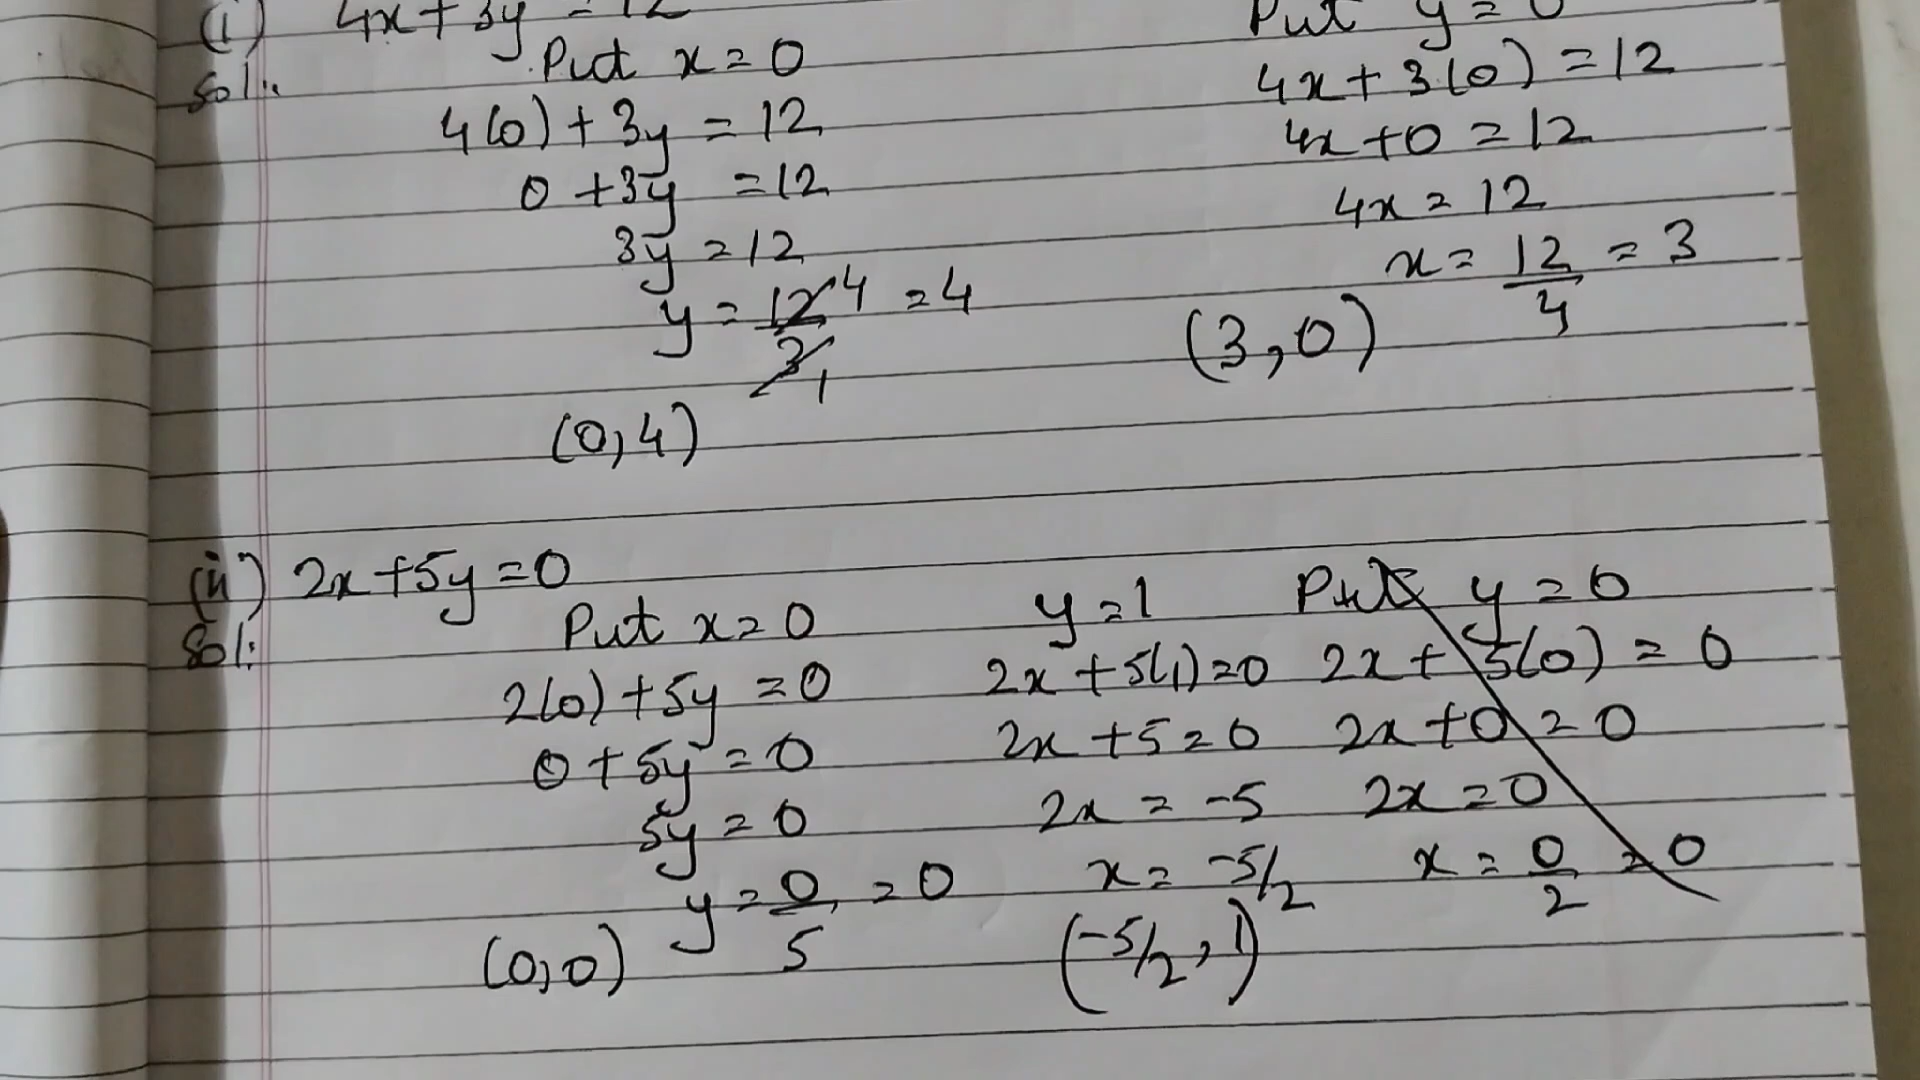 (i) 4x + 3y = 12
Sol:.
Put x = 0
4(0) + 3y = 12
0 + 3y = 12
3y = 12
y = 12/3 4/1 = 4
(0,4)
Put y = 0
4x + 3(0) = 12
4x + 0 = 12
4x = 12
x = 12/4 = 3
(3,0)
(ii) 2x + 5y = 0
Sol:
Put x = 0
2(0) + 5y = 0
0 + 5y = 0
5y = 0
y = 0/5 = 0
(0,0)
y = 1
2x + 5(1) = 0
2x + 5 = 0
2x = -5
x = -5/2
(-5/2, 1)
Put y = 0
2x + 5(0) = 0
2x + 0 = 0
2x = 0
x = 0/2 = 0